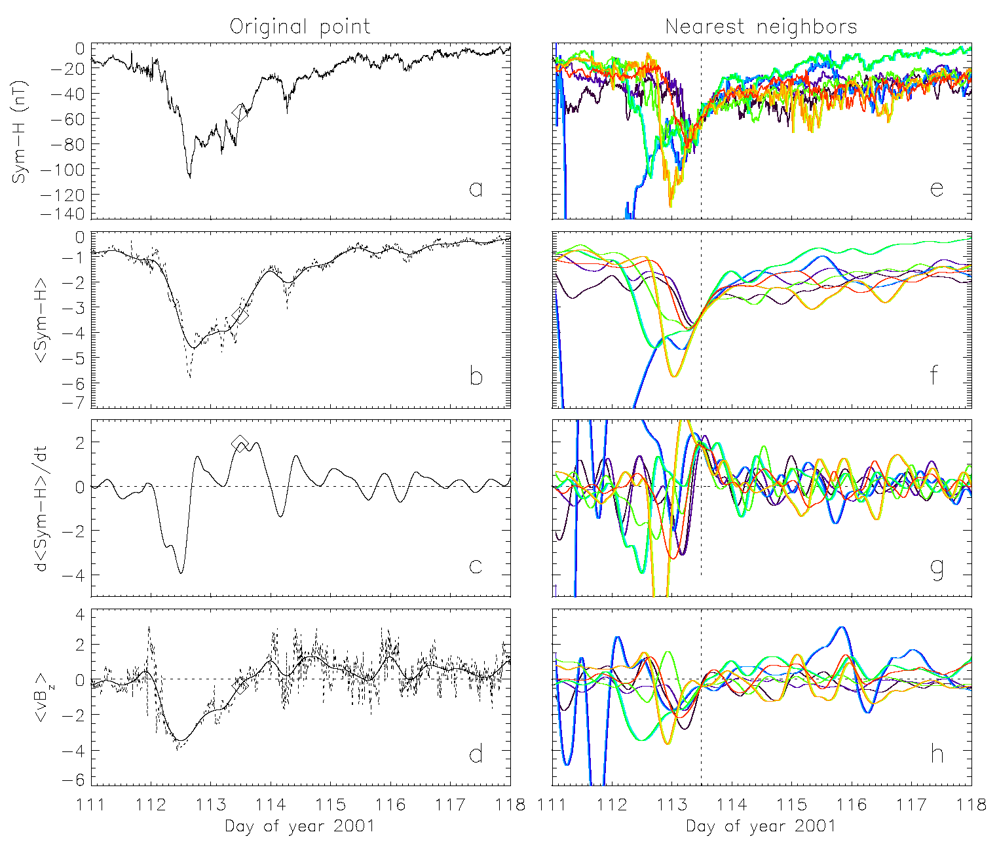 Original point
Nearest neighbors
Sym-H (nT)
0
-20
-40
-60
-80
-100
-120
-140
a
e
<Sym-H>
0
-1
-2
-3
-4
-5
-6
-7
b
f
d<Sym-H>/dt
2
0
-2
-4
c
g
<vBz>
4
2
0
-2
-4
-6
d
h
111 112 113 114 115 116 117 118
111 112 113 114 115 116 117 118
Day of year 2001
Day of year 2001